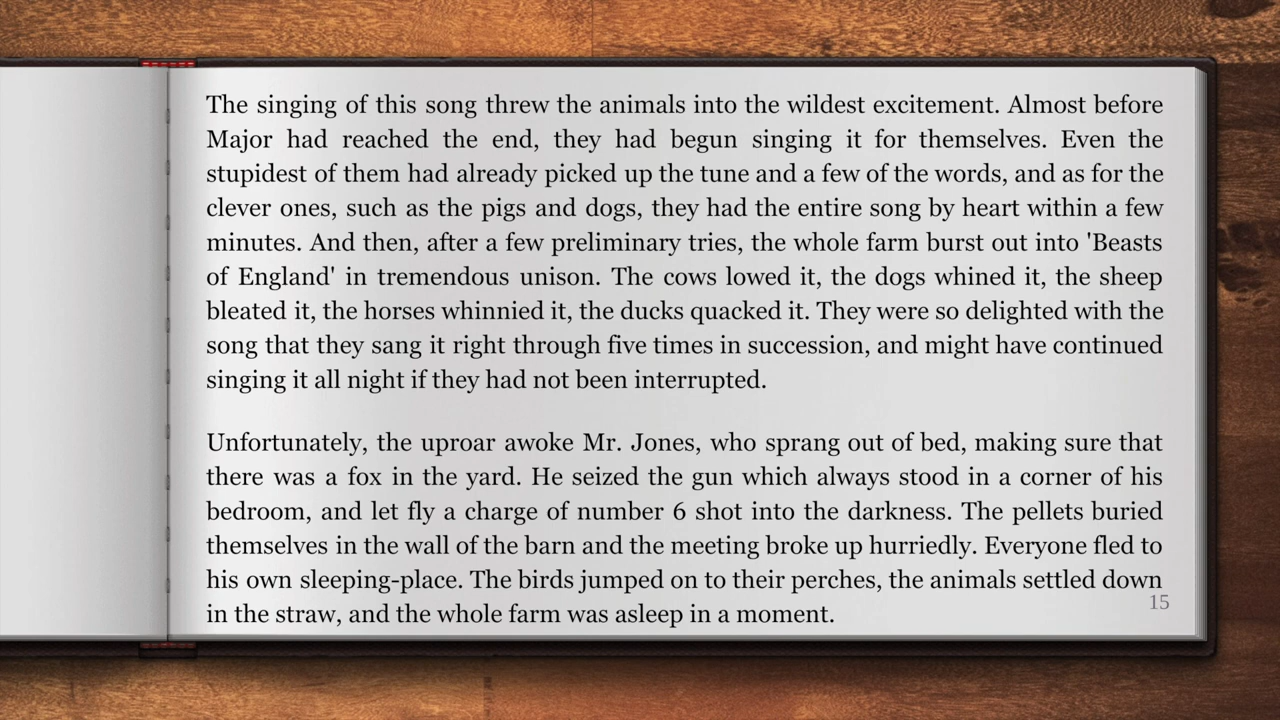 The singing of this song threw the animals into the wildest excitement. Almost before
Major had reached the end, they had begun singing it for themselves. Even the
stupidest of them had already picked up the tune and a few of the words, and as for the
clever ones, such as the pigs and dogs, they had the entire song by heart within a few
minutes. And then, after a few preliminary tries, the whole farm burst out into 'Beasts
of England' in tremendous unison. The cows lowed it, the dogs whined it, the sheep
bleated it, the horses whinnied it, the ducks quacked it. They were so delighted with the
song that they sang it right through five times in succession, and might have continued
singing it all night if they had not been interrupted.
Unfortunately, the uproar awoke Mr. Jones, who sprang out of bed, making sure that
there was a fox in the yard. He seized the gun which always stood in a corner of his
bedroom, and let fly a charge of number 6 shot into the darkness. The pellets buried
themselves in the wall of the barn and the meeting broke up hurriedly. Everyone fled to
his own sleeping-place. The birds jumped on to their perches, the animals settled down
in the straw, and the whole farm was asleep in a moment.
15